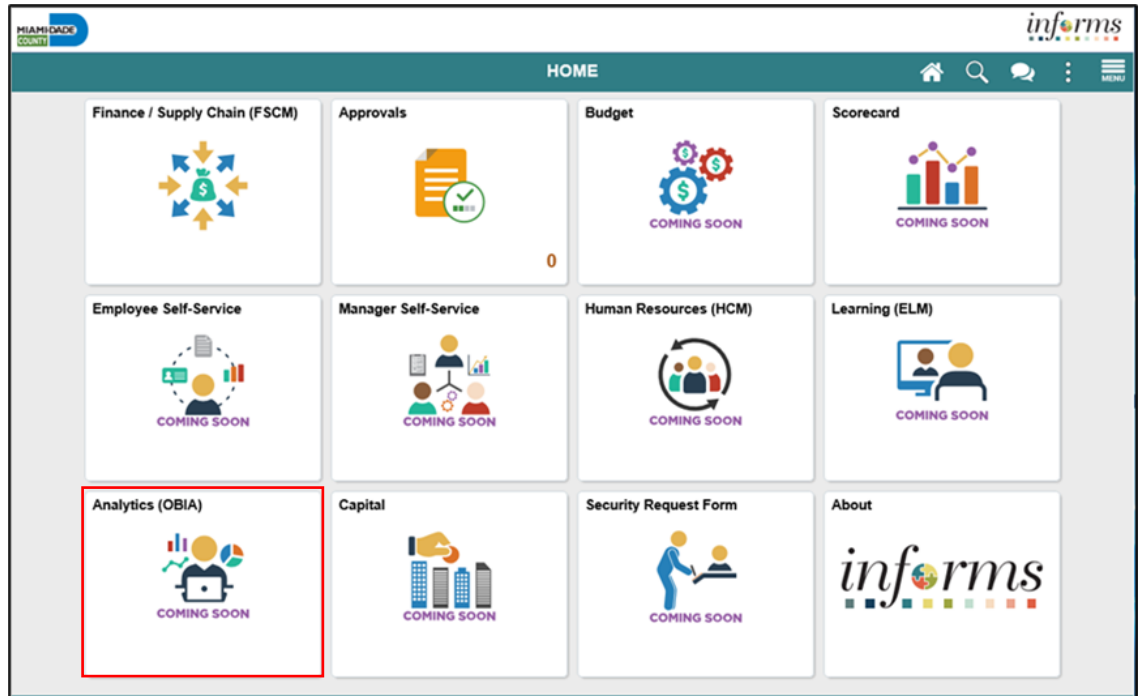 MIAMI-DADE
COUNTY
informs
HOME
MENU
Finance / Supply Chain (FSCM)
Approvals
Budget
Scorecard
$
$
$
$
COMING SOON
COMING SOON
0
Employee Self-Service
Manager Self-Service
Human Resources (HCM)
Learning (ELM)
COMING SOON
COMING SOON
COMING SOON
COMING SOON
Analytics (OBIA)
Capital
Security Request Form
About
informs
COMING SOON
COMING SOON
COMING SOON